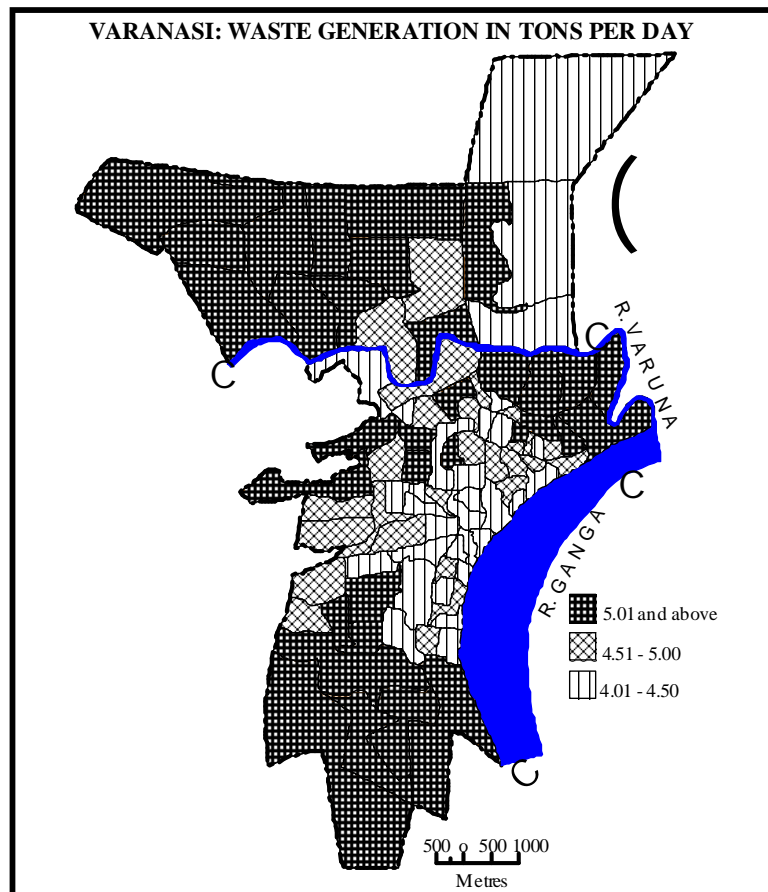 VARANASI: WASTE GENERATION IN TONS PER DAY
C
C
R. VARUNA
C
R. GANGA
5.01 and above
4.51 - 5.00
4.01 - 4.50
C
500 0 500 1000
Metres